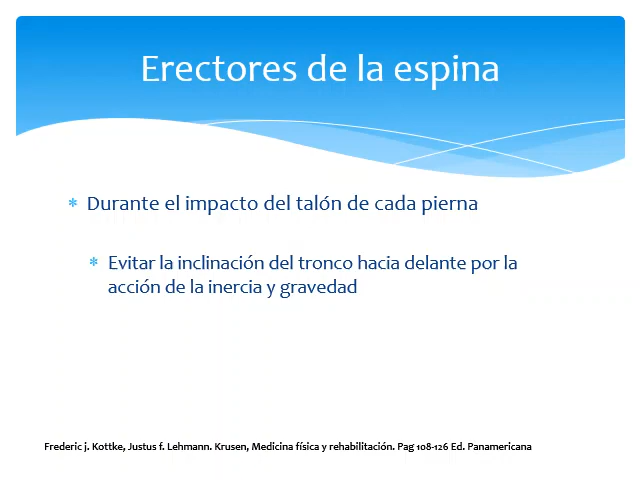 Erectores de la espina
* Durante el impacto del talón de cada pierna
* Evitar la inclinación del tronco hacia delante por la
acción de la inercia y gravedad
Frederic j. Kottke, Justus f. Lehmann. Krusen, Medicina física y rehabilitación. Pag 108-126 Ed. Panamericana